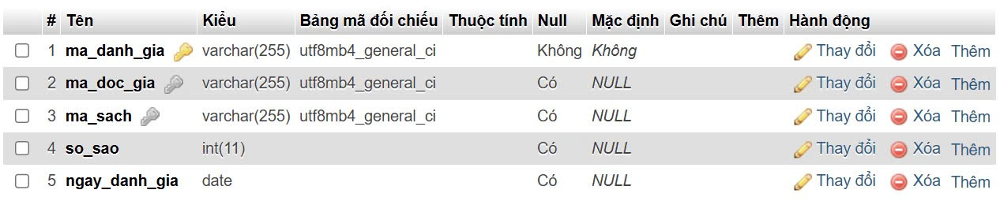 # Tên Kiểu Bảng mã đối chiếu Thuộc tính Null Mặc định Ghi chú Thêm Hành động
1 ma_danh_gia varchar(255) utf8mb4_general_ci Không Không Thay đổi Xóa Thêm
2 ma_doc_gia varchar(255) utf8mb4_general_ci Có NULL Thay đổi Xóa Thêm
3 ma_sach varchar(255) utf8mb4_general_ci Có NULL Thay đổi Xóa Thêm
4 so_sao int(11) Có NULL Thay đổi Xóa Thêm
5 ngay_danh_gia date Có NULL Thay đổi Xóa Thêm